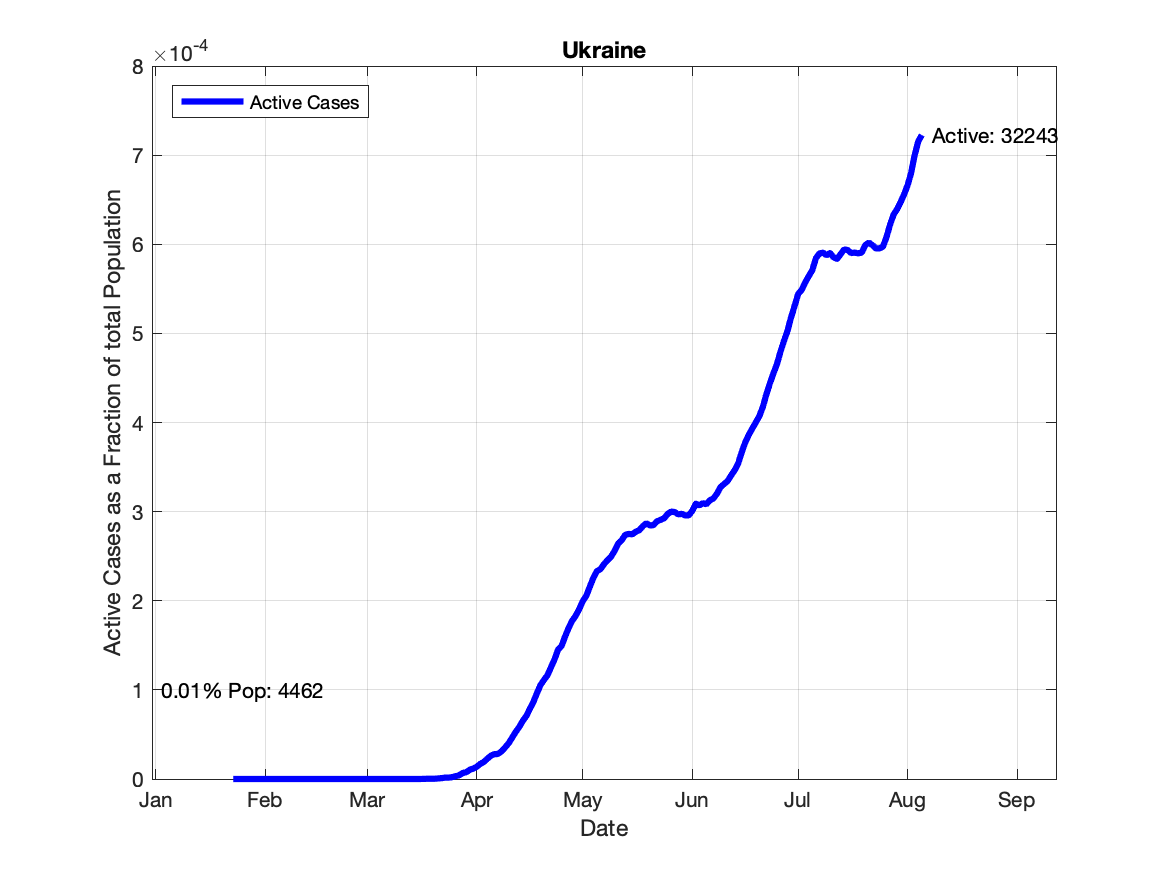 Ukraine
×10-4
8
7
6
5
4
3
2
1
0
Active Cases
Active: 32243
0.01% Pop: 4462
Active Cases as a Fraction of total Population
Jan Feb Mar Apr May Jun Jul Aug Sep
Date